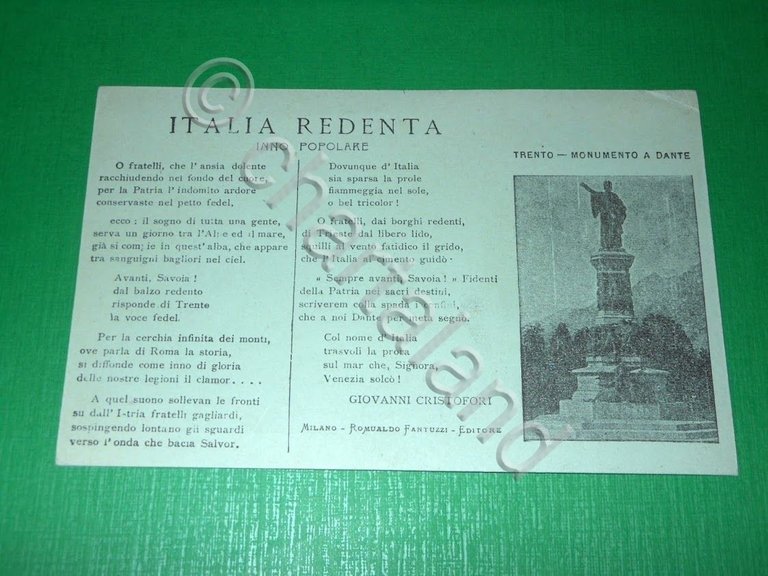 ITALIA REDENTA
INNO POPOLARE
O fratelli, che l'ansia dolente
racchiudendo nel fondo del cuore,
per la Patria l'indomito ardore
conservaste nel petto fedel.
ecco: il sogno di tutta una gente,
serva un giorno tra l'Alpe ed il mare,
già si compie in quest'alba, che appare
tra sanguigni bagliori nel ciel.
Avanti, Savoia !
dal balzo redento
risponde di Trento
la voce fedel.
Per la cerchia infinita dei monti,
ove parla di Roma la storia,
si diffonde come inno di gloria
delle nostre legioni il clamor. . . .
A quel suono sollevan le fronti
su dall'Istria fratelli gagliardi,
sospingendo lontano gli sguardi
verso l'onda che bacia Salvor.
Dovunque d'Italia
sia sparsa la prole
fiammeggia nel sole,
o bel tricolor !
O fratelli, dai borghi redenti,
di Trieste dal libero lido,
squilli al vento fatidico il grido,
che l'Italia al cimento guidò.
« Sempre avanti, Savoia ! » Fidenti
della Patria nei sacri destini,
scriverem colla spada i confini,
che a noi Dante per meta segnò.
Col nome d'Italia
trasvoli la prora
sul mar che, Signora,
Venezia solcò !
GIOVANNI CRISTOFORI
MILANO - ROMUALDO FANTUZZI - EDITORE
TRENTO — MONUMENTO A DANTE
© chartaland